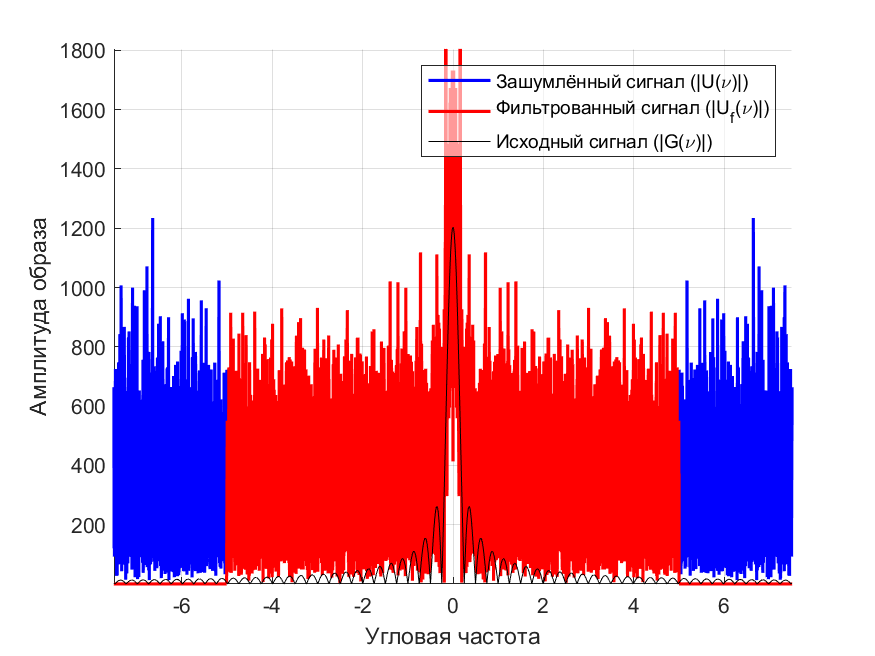 1800
1600
1400
1200
1000
800
600
400
200
Амплитуда образа
Зашумлённый сигнал (|U(ν)|)
Фильтрованный сигнал (|U_f(ν)|)
Исходный сигнал (|G(ν)|)
-6 -4 -2 0 2 4 6
Угловая частота